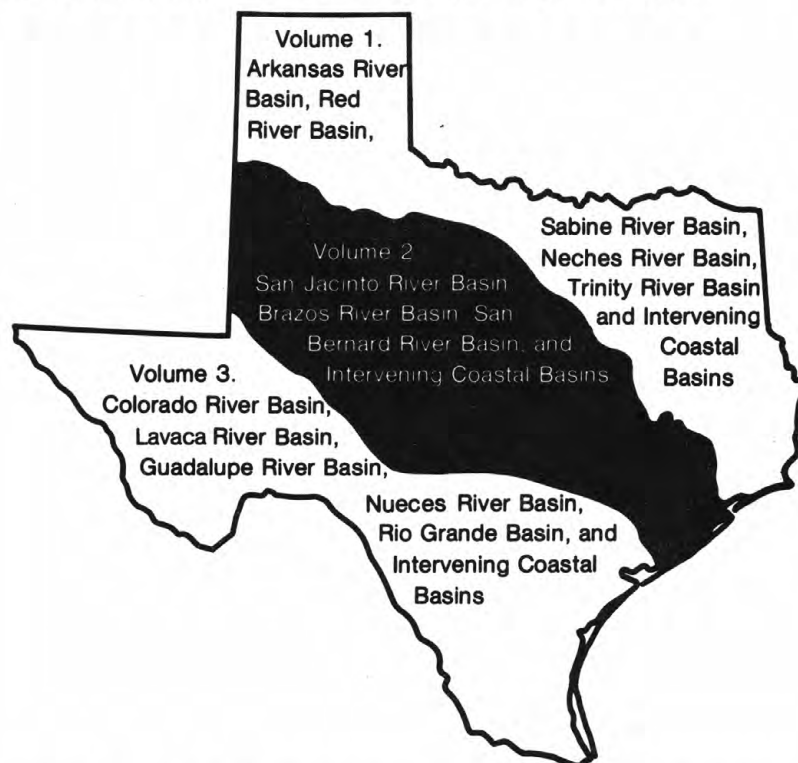 Volume 1.
Arkansas River
Basin, Red
River Basin,
Sabine River Basin,
Neches River Basin,
Trinity River Basin
and Intervening
Coastal
Basins
Volume 2
San Jacinto River Basin
Brazos River Basin San
Bernard River Basin, and
Intervening Coastal Basins
Volume 3.
Colorado River Basin,
Lavaca River Basin,
Guadalupe River Basin,
Nueces River Basin,
Rio Grande Basin, and
Intervening Coastal
Basins